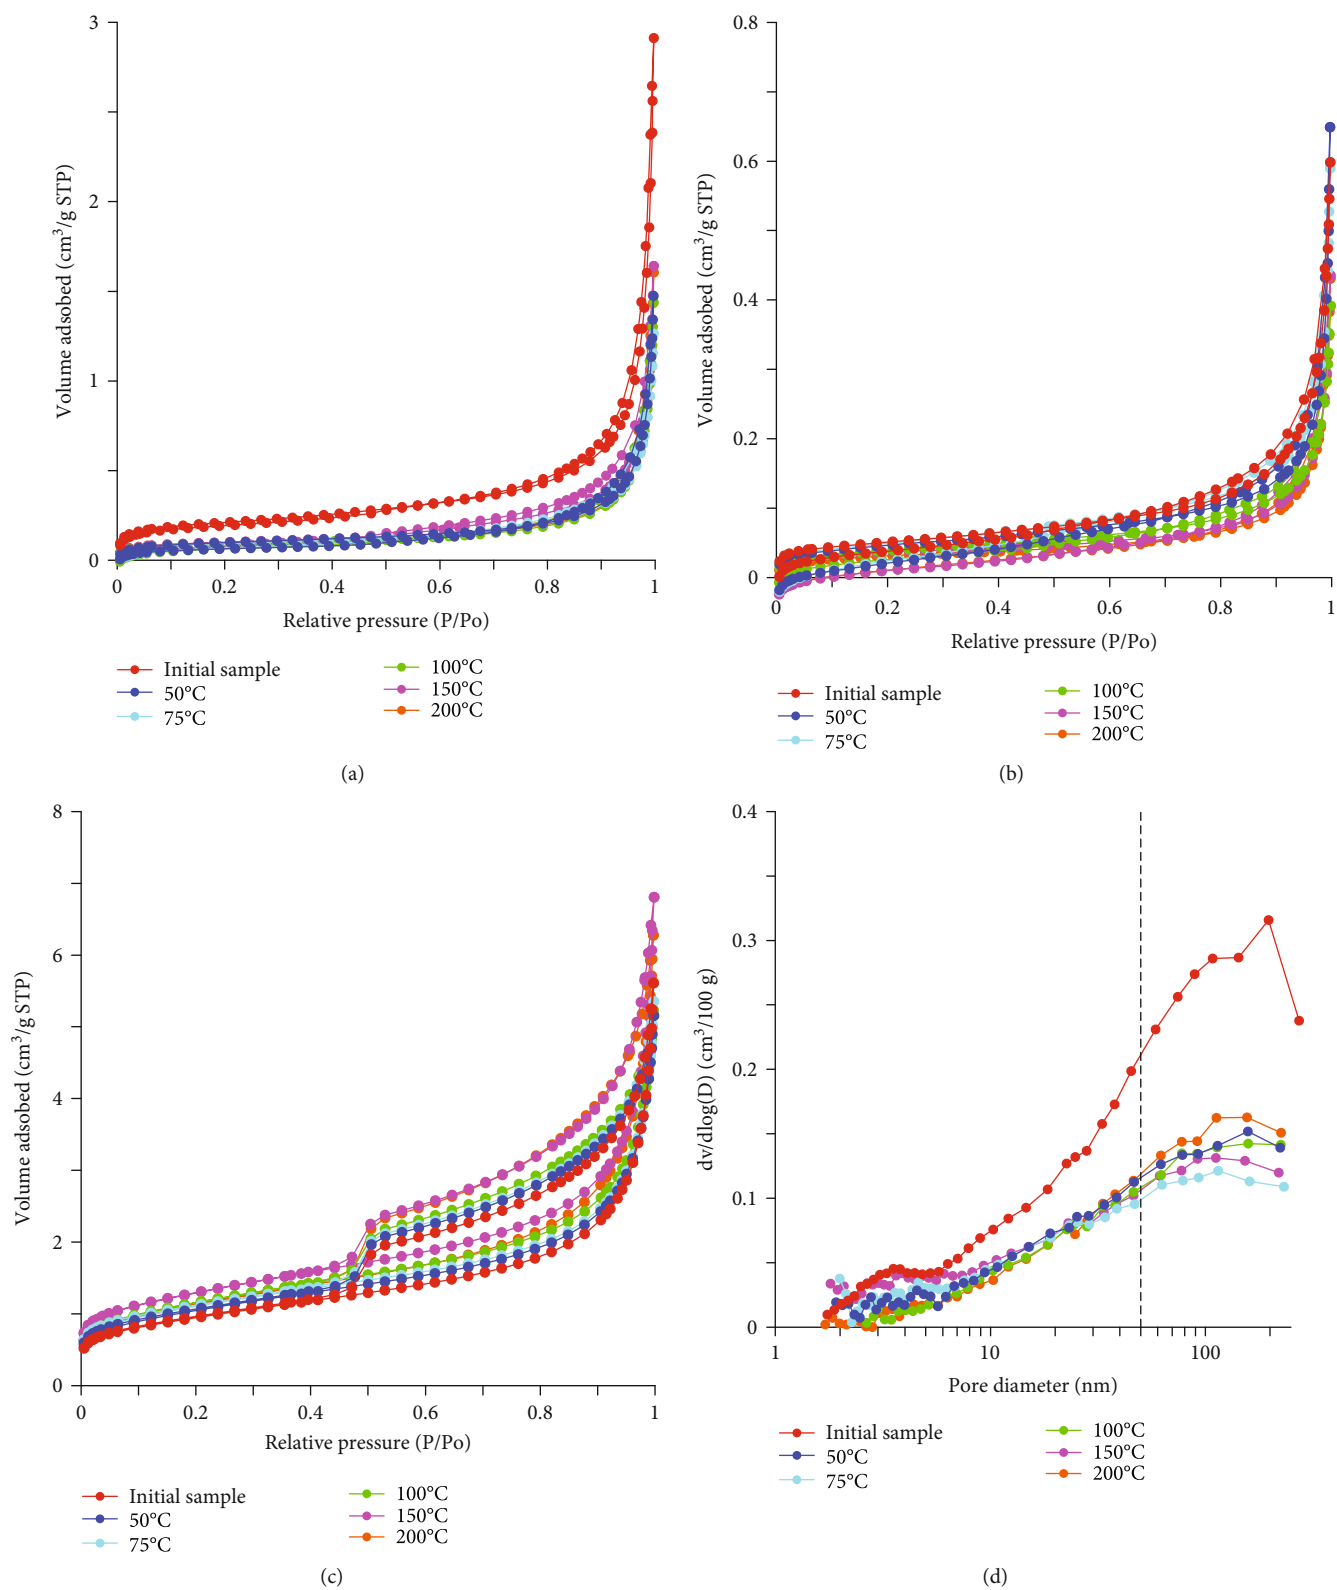 3
2
1
0
Volume adsobed (cm³/g STP)
0 0.2 0.4 0.6 0.8 1
Relative pressure (P/Po)
Initial sample
50°C
75°C
100°C
150°C
200°C
(a)
0.8
0.6
0.4
0.2
0
Volume adsobed (cm³/g STP)
0 0.2 0.4 0.6 0.8 1
Relative pressure (P/Po)
Initial sample
50°C
75°C
100°C
150°C
200°C
(b)
8
6
4
2
0
Volume adsobed (cm³/g STP)
0 0.2 0.4 0.6 0.8 1
Relative pressure (P/Po)
Initial sample
50°C
75°C
100°C
150°C
200°C
(c)
0.4
0.3
0.2
0.1
0
dv/dlog(D) (cm³/100 g)
1 10 100
Pore diameter (nm)
Initial sample
50°C
75°C
100°C
150°C
200°C
(d)